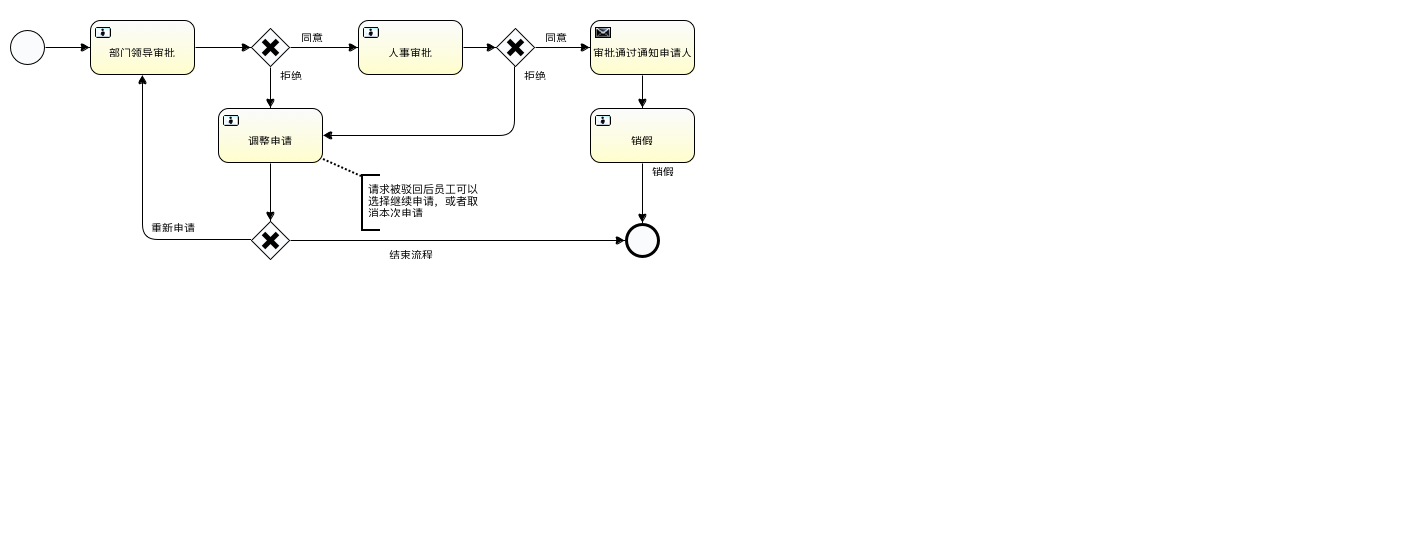 部门领导审批
同意
人事审批
同意
审批通过通知申请人
拒绝
拒绝
调整申请
销假
销假
请求被驳回后员工可以
选择继续申请，或者取
消本次申请
重新申请
结束流程